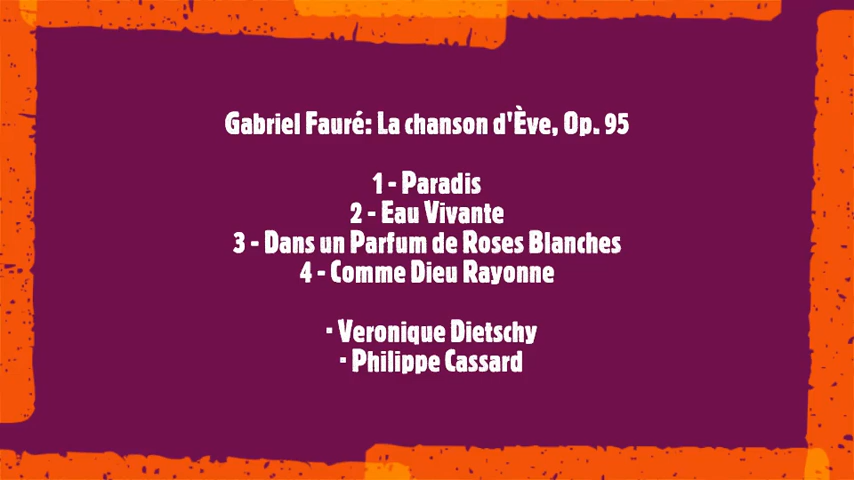 Gabriel Fauré: La chanson d'Ève, Op. 95
1 - Paradis
2 - Eau Vivante
3 - Dans un Parfum de Roses Blanches
4 - Comme Dieu Rayonne
· Veronique Dietschy
· Philippe Cassard